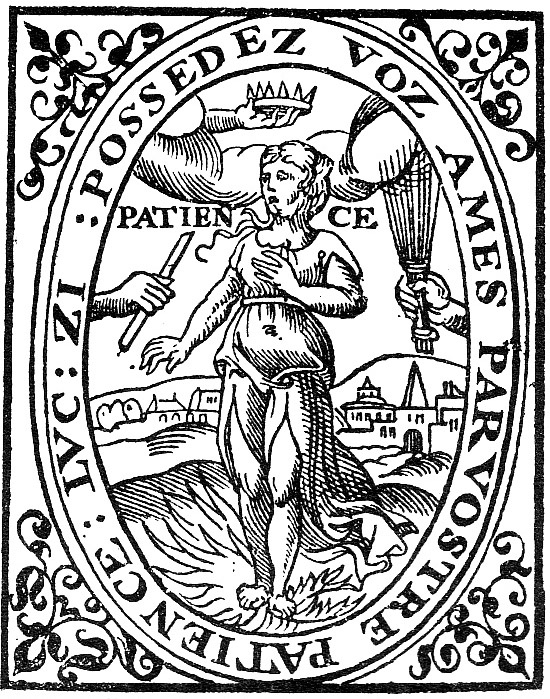 : POSSEDEZ VOZ AMES PAR VOSTRE PATIENCE : LVC : ZI
PATIEN CE